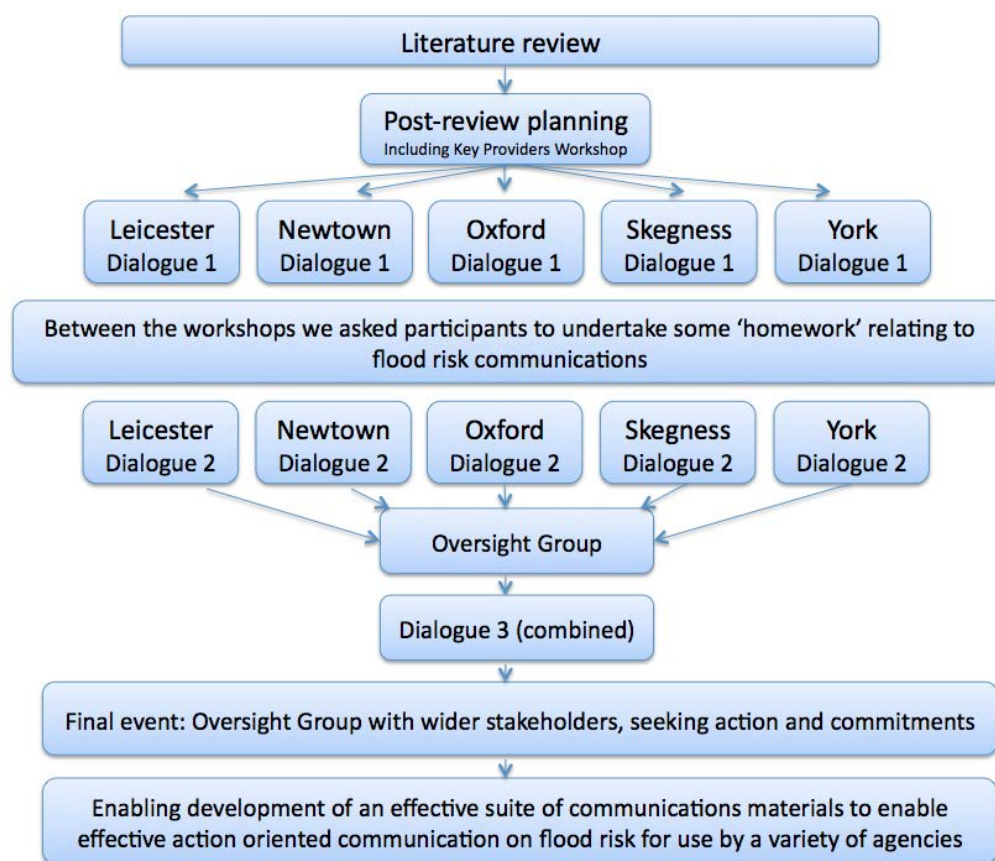 Literature review
Post-review planning
Including Key Providers Workshop
Leicester
Dialogue 1
Newtown
Dialogue 1
Oxford
Dialogue 1
Skegness
Dialogue 1
York
Dialogue 1
Between the workshops we asked participants to undertake some ‘homework’ relating to
flood risk communications
Leicester
Dialogue 2
Newtown
Dialogue 2
Oxford
Dialogue 2
Skegness
Dialogue 2
York
Dialogue 2
Oversight Group
Dialogue 3 (combined)
Final event: Oversight Group with wider stakeholders, seeking action and commitments
Enabling development of an effective suite of communications materials to enable
effective action oriented communication on flood risk for use by a variety of agencies